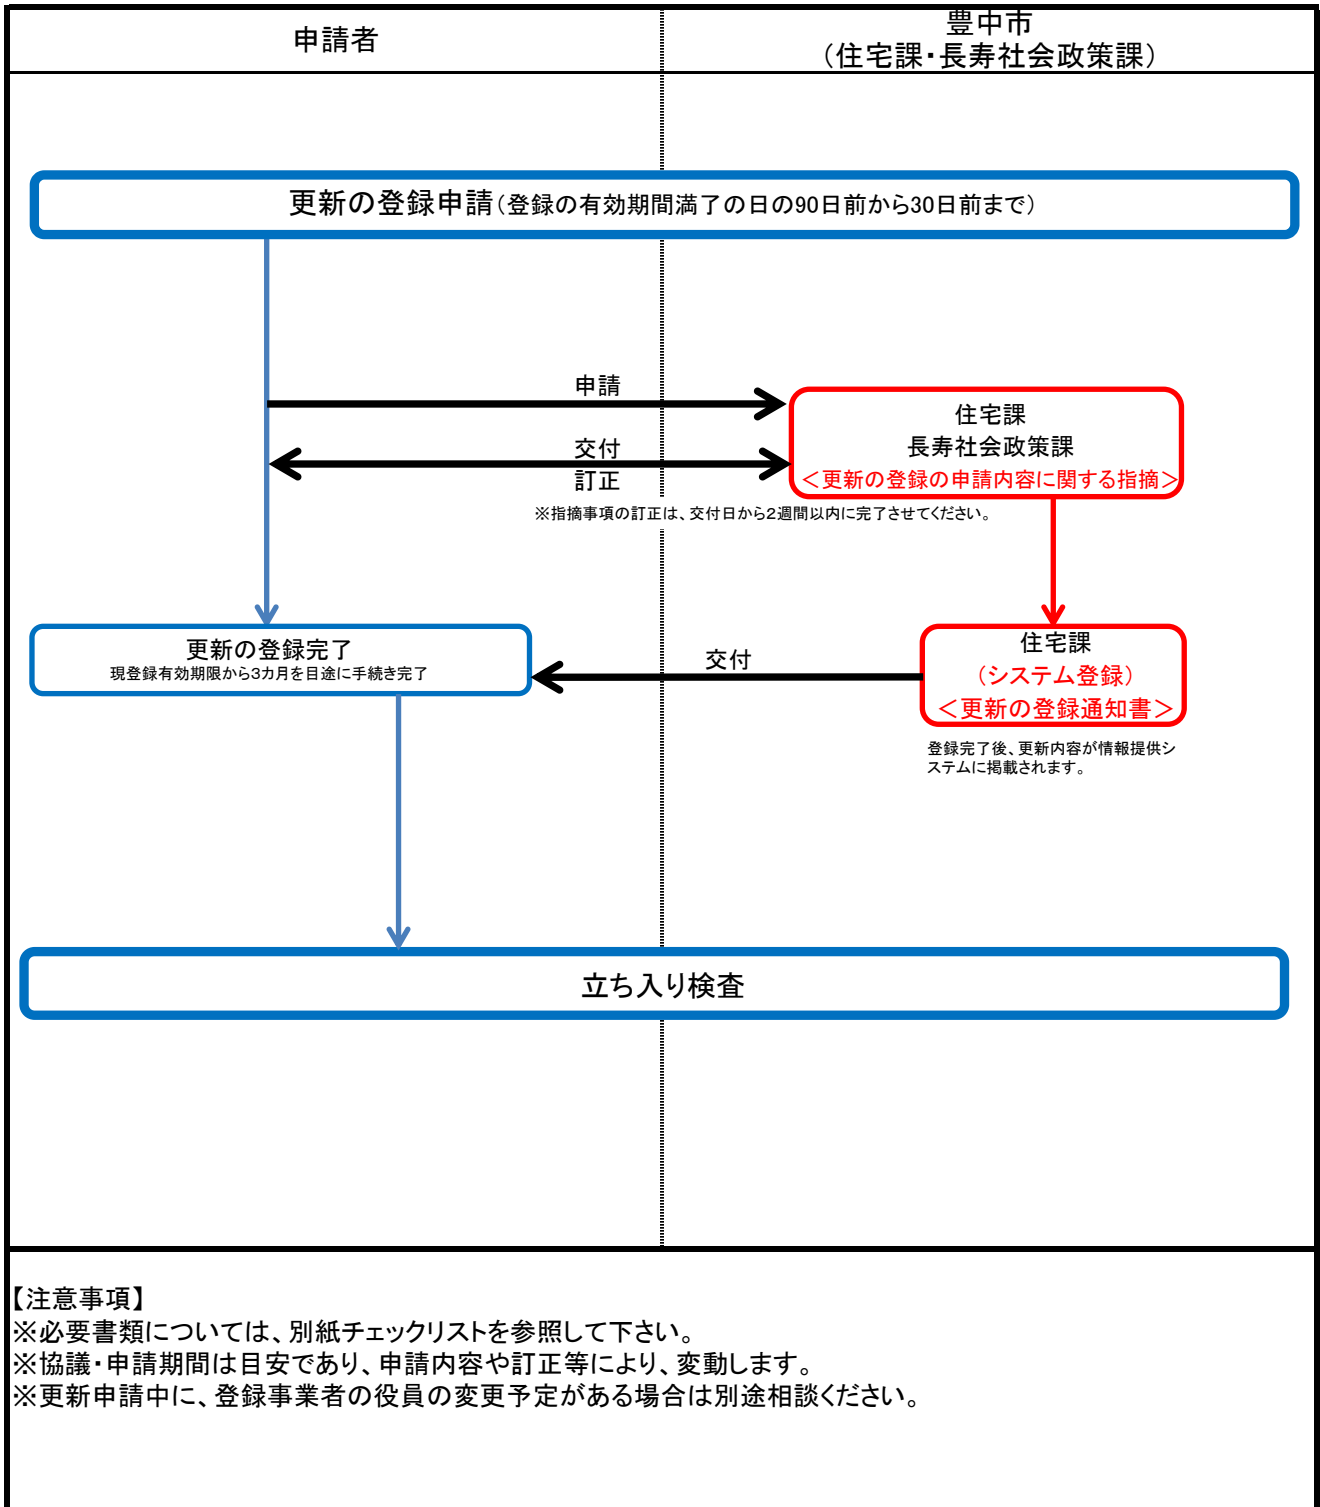 申請者
豊中市
（住宅課・長寿社会政策課）
更新の登録申請（登録の有効期間満了の日の90日前から30日前まで）
申請
交付
訂正
住宅課
長寿社会政策課
＜更新の登録の申請内容に関する指摘＞
※指摘事項の訂正は、交付日から２週間以内に完了させてください。
更新の登録完了
現登録有効期限から３カ月を目途に手続き完了
交付
住宅課
（システム登録）
＜更新の登録通知書＞
登録完了後、更新内容が情報提供シ
ステムに掲載されます。
立ち入り検査
【注意事項】
※必要書類については、別紙チェックリストを参照して下さい。
※協議・申請期間は目安であり、申請内容や訂正等により、変動します。
※更新申請中に、登録事業者の役員の変更予定がある場合は別途相談ください。